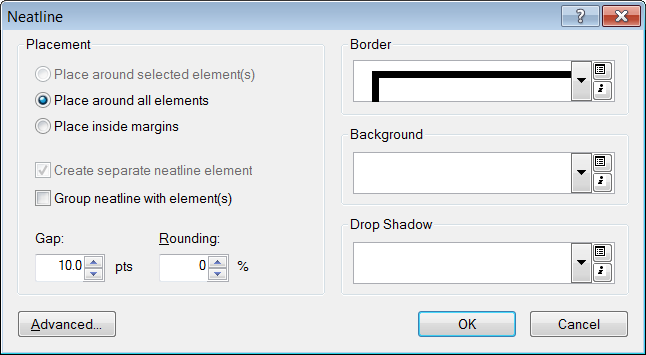 Neatline
?
Placement
Place around selected element(s)
Place around all elements
Place inside margins
Create separate neatline element
Group neatline with element(s)
Gap:
Rounding:
10.0 pts
0 %
Border
i
Background
i
Drop Shadow
i
Advanced...
OK
Cancel